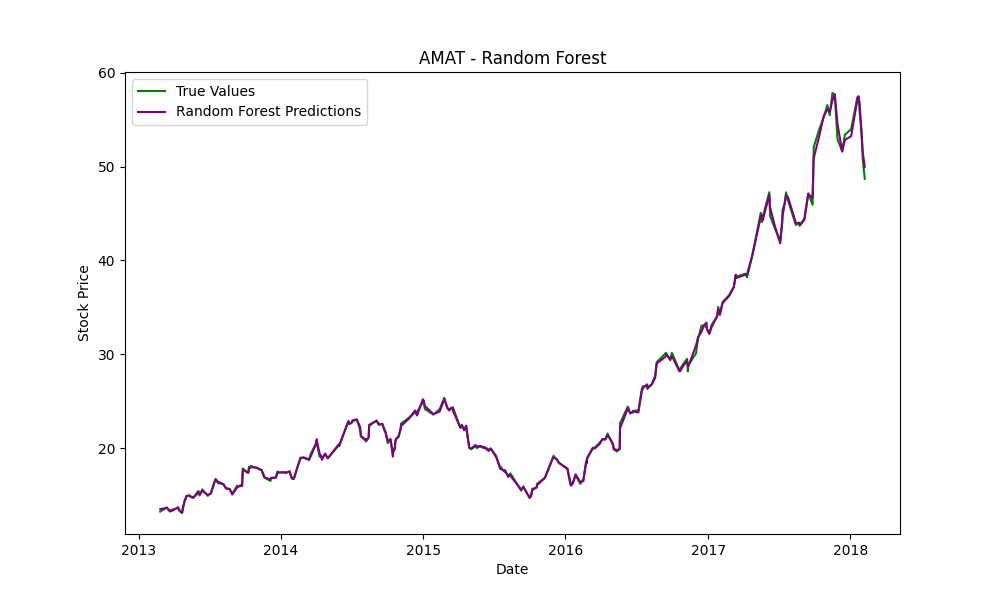 AMAT - Random Forest
True Values
Random Forest Predictions
60
50
40
30
20
Stock Price
2013 2014 2015 2016 2017 2018
Date